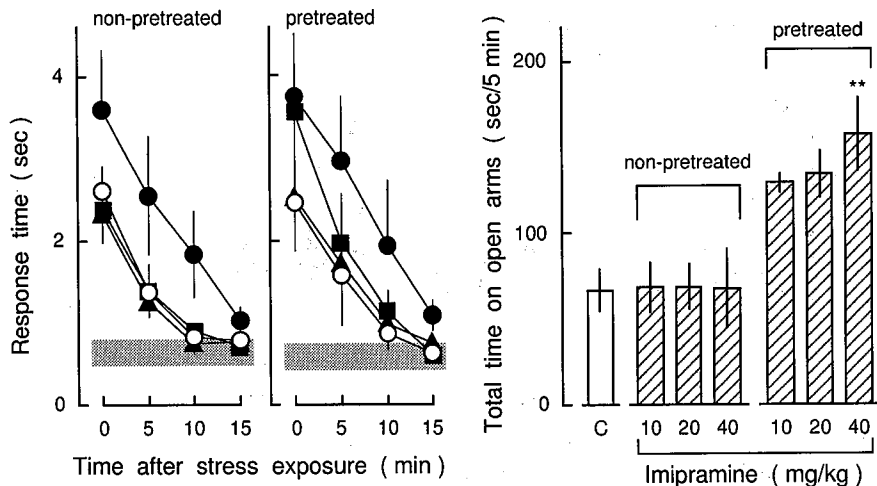 non-pretreated
pretreated
Response time ( sec )
4
2
0
0 5 10 15
0 5 10 15
Time after stress exposure ( min )
Total time on open arms ( sec/5 min )
200
100
0
pretreated
**
non-pretreated
C 10 20 40 10 20 40
Imipramine ( mg/kg )